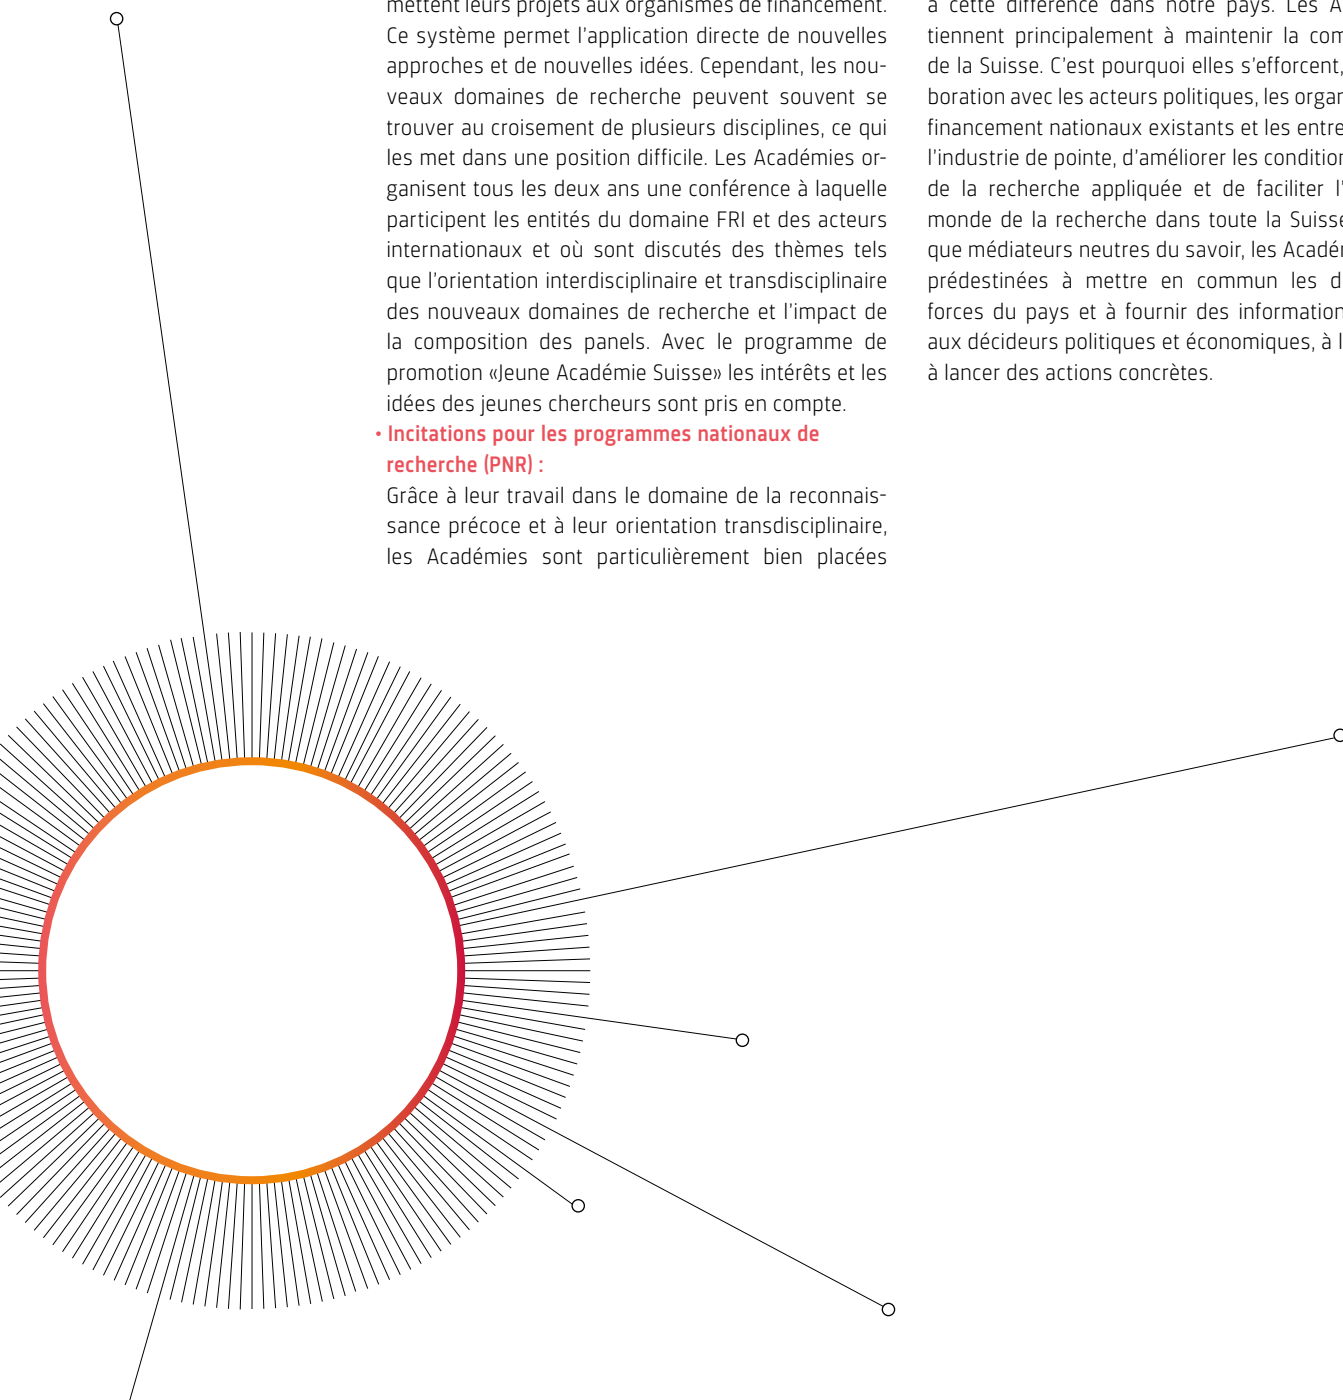 mettent leurs projets aux organismes de financement.
Ce système permet l’application directe de nouvelles
approches et de nouvelles idées. Cependant, les nou-
veaux domaines de recherche peuvent souvent se
trouver au croisement de plusieurs disciplines, ce qui
les met dans une position difficile. Les Académies or-
ganisent tous les deux ans une conférence à laquelle
participent les entités du domaine FRI et des acteurs
internationaux et où sont discutés des thèmes tels
que l’orientation interdisciplinaire et transdisciplinaire
des nouveaux domaines de recherche et l’impact de
la composition des panels. Avec le programme de
promotion «Jeune Académie Suisse» les intérêts et les
idées des jeunes chercheurs sont pris en compte.
• Incitations pour les programmes nationaux de
recherche (PNR) :
Grâce à leur travail dans le domaine de la reconnais-
sance précoce et à leur orientation transdisciplinaire,
les Académies sont particulièrement bien placées
à cette différence dans notre pays. Les A
tiennent principalement à maintenir la com
de la Suisse. C’est pourquoi elles s’efforcent,
boration avec les acteurs politiques, les organ
financement nationaux existants et les entre
l’industrie de pointe, d’améliorer les condition
de la recherche appliquée et de faciliter l’
monde de la recherche dans toute la Suisse
que médiateurs neutres du savoir, les Académ
prédestinées à mettre en commun les d
forces du pays et à fournir des information
aux décideurs politiques et économiques, à l
à lancer des actions concrètes.